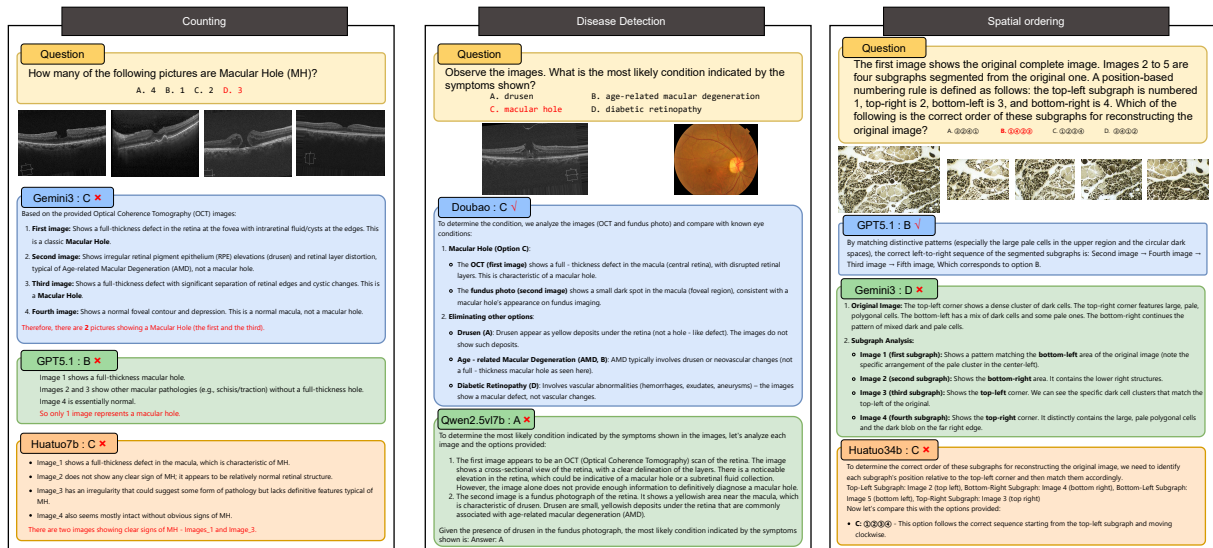 Counting
Question
How many of the following pictures are Macular Hole (MH)?
A. 4 B. 1 C. 2 D. 3
Gemini3 : C ×
Based on the provided Optical Coherence Tomography (OCT) images:
1. First image: Shows a full-thickness defect in the retina at the fovea with intraretinal fluid/cysts at the edges. This
is a classic Macular Hole.
2. Second image: Shows irregular retinal pigment epithelium (RPE) elevations (drusen) and retinal layer distortion,
typical of Age-related Macular Degeneration (AMD), not a macular hole.
3. Third image: Shows a full-thickness defect with significant separation of retinal edges and cystic changes. This is
a Macular Hole.
4. Fourth image: Shows a normal foveal contour and depression. This is a normal macula, not a macular hole.
Therefore, there are 2 pictures showing a Macular Hole (the first and the third).
GPT5.1 : B ×
Image 1 shows a full-thickness macular hole.
Images 2 and 3 show other macular pathologies (e.g., schisis/traction) without a full-thickness hole.
Image 4 is essentially normal.
So only 1 image represents a macular hole.
Huatuo7b : C ×
• Image_1 shows a full-thickness defect in the macula, which is characteristic of MH.
• Image_2 does not show any clear sign of MH; it appears to be relatively normal retinal structure.
• Image_3 has an irregularity that could suggest some form of pathology but lacks definitive features typical of
MH.
• Image_4 also seems mostly intact without obvious signs of MH.
There are two images showing clear signs of MH - Images_1 and Image_3.
Disease Detection
Question
Observe the images. What is the most likely condition indicated by the
symptoms shown?
A. drusen B. age-related macular degeneration
C. macular hole D. diabetic retinopathy
Doubao : C √
To determine the condition, we analyze the images (OCT and fundus photo) and compare with known eye
conditions:
1. Macular Hole (Option C):
The OCT (first image) shows a full - thickness defect in the macula (central retina), with disrupted retinal
layers. This is characteristic of a macular hole.
The fundus photo (second image) shows a small dark spot in the macula (foveal region), consistent with a
macular hole's appearance on fundus imaging.
2. Eliminating other options:
Drusen (A): Drusen appear as yellow deposits under the retina (not a hole - like defect). The images do not
show such deposits.
Age - related Macular Degeneration (AMD, B): AMD typically involves drusen or neovascular changes (not
a full - thickness macular hole as seen here).
Diabetic Retinopathy (D): Involves vascular abnormalities (hemorrhages, exudates, aneurysms) – the images
show a macular defect, not vascular changes.
Qwen2.5vl7b : A ×
To determine the most likely condition indicated by the symptoms shown in the images, let's analyze each
image and the options provided:
1. The first image appears to be an OCT (Optical Coherence Tomography) scan of the retina. The image
shows a cross-sectional view of the retina, with a clear delineation of the layers. There is a noticeable
elevation in the retina, which could be indicative of a macular hole or a subretinal fluid collection.
However, the image alone does not provide enough information to definitively diagnose a macular hole.
2. The second image is a fundus photograph of the retina. It shows a yellowish area near the macula, which
is characteristic of drusen. Drusen are small, yellowish deposits under the retina that are commonly
associated with age-related macular degeneration (AMD).
Given the presence of drusen in the fundus photograph, the most likely condition indicated by the symptoms
shown is: Answer: A
Spatial ordering
Question
The first image shows the original complete image. Images 2 to 5 are
four subgraphs segmented from the original one. A position-based
numbering rule is defined as follows: the top-left subgraph is numbered
1, top-right is 2, bottom-left is 3, and bottom-right is 4. Which of the
following is the correct order of these subgraphs for reconstructing the
original image? A. B. ①④②③ C. ①②③④ D. ③④①②
GPT5.1 : B √
By matching distinctive patterns (especially the large pale cells in the upper region and the circular dark
spaces), the correct left-to-right sequence of the segmented subgraphs is: Second image → Fourth image →
Third image → Fifth image, Which corresponds to option B.
Gemini3 : D ×
1. Original Image: The top-left corner shows a dense cluster of dark cells. The top-right corner features large, pale,
polygonal cells. The bottom-left has a mix of dark cells and some pale ones. The bottom-right continues the
pattern of mixed dark and pale cells.
2. Subgraph Analysis:
Image 1 (first subgraph): Shows a pattern matching the bottom-left area of the original image (note the
specific arrangement of the pale cluster in the center-left).
Image 2 (second subgraph): Shows the bottom-right area. It contains the lower right structures.
Image 3 (third subgraph): Shows the top-left corner. We can see the specific dark cell clusters that match the
top-left of the original.
Image 4 (fourth subgraph): Shows the top-right corner. It distinctly contains the large, pale polygonal cells
and the dark blob on the far right edge.
Huatuo34b : C ×
To determine the correct order of these subgraphs for reconstructing the original image, we need to identify
each subgraph's position relative to the top-left corner and then match them accordingly.
Top-Left Subgraph: Image 2 (top left), Bottom-Right Subgraph: Image 4 (bottom right), Bottom-Left Subgraph:
Image 5 (bottom left), Top-Right Subgraph: Image 3 (top right)
Now let's compare this with the options provided:
• C: ①②③④ - This option follows the correct sequence starting from the top-left subgraph and moving
clockwise.